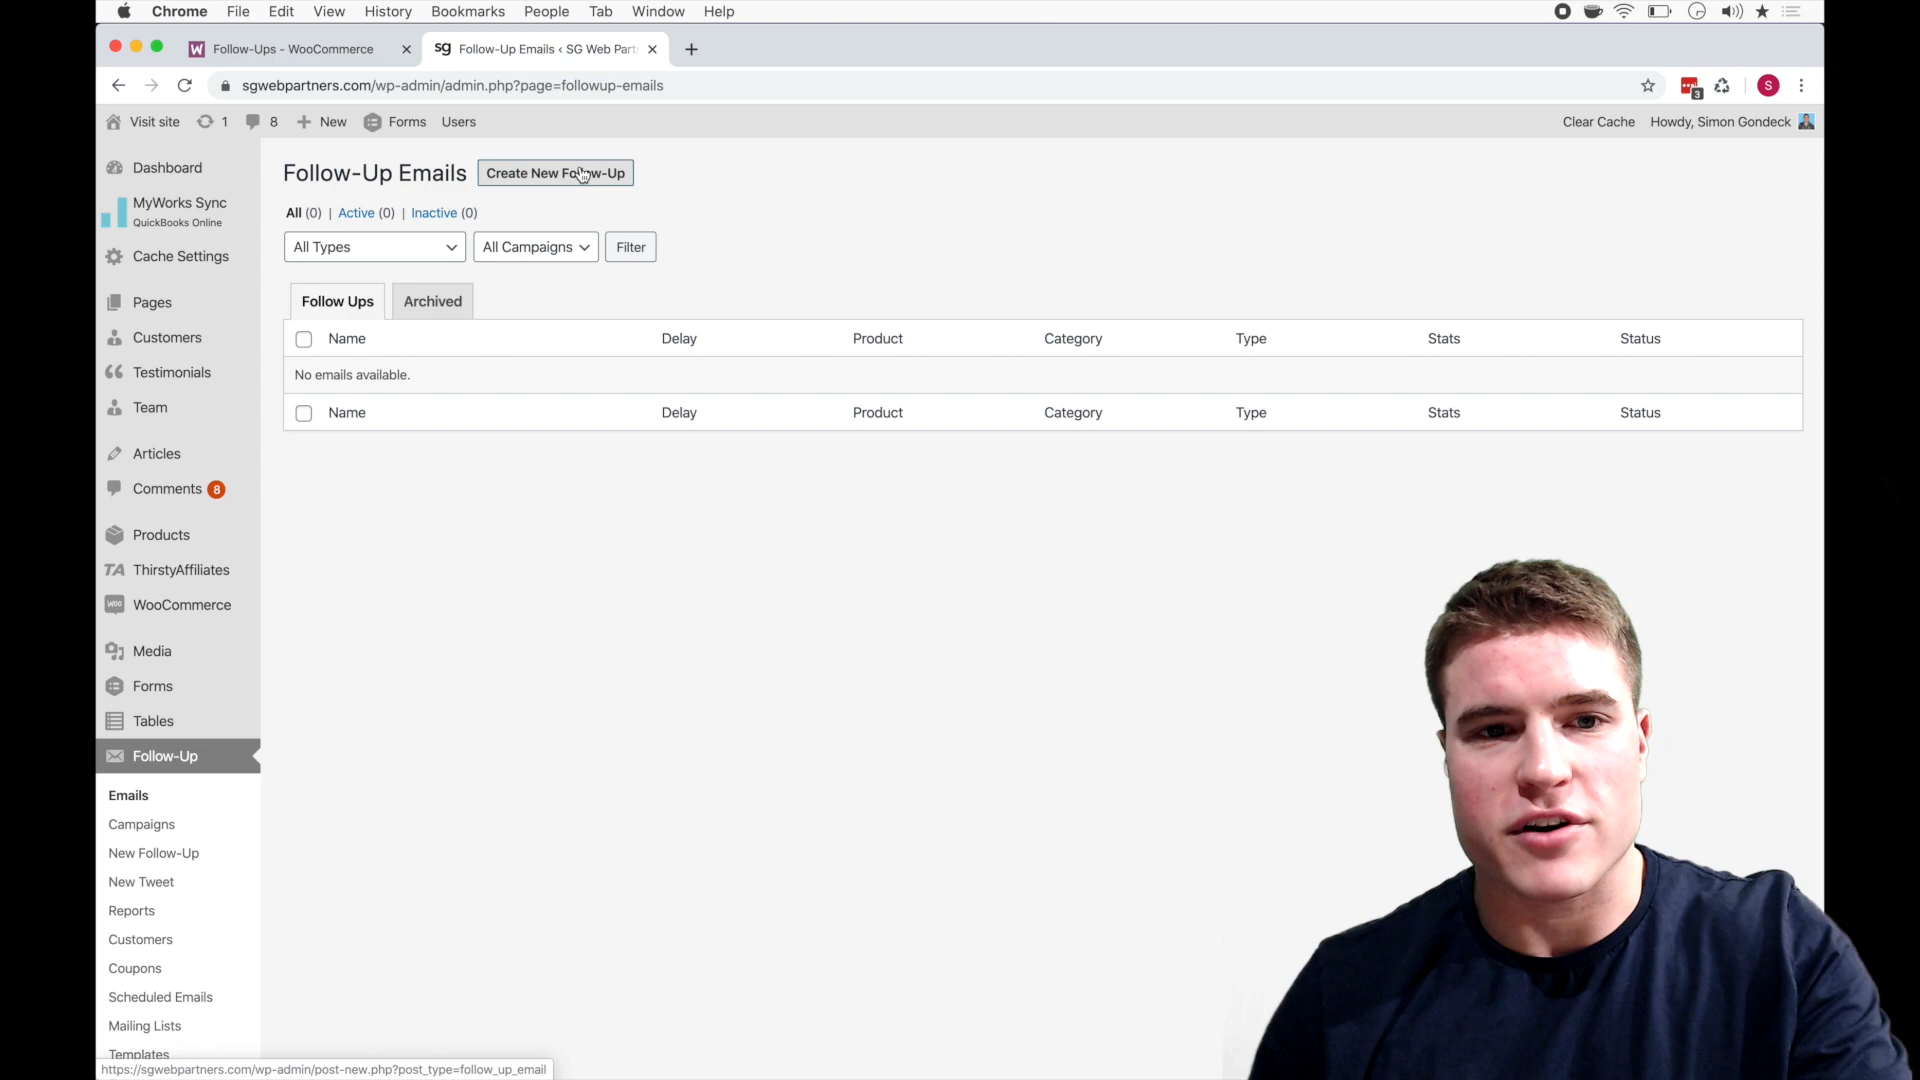 Chrome File Edit View History Bookmarks People Tab Window Help
Follow-Ups - WooCommerce
sg Follow-Up Emails ‹ SG Web Part
sgwebpartners.com/wp-admin/admin.php?page=followup-emails
3
S
Visit site 1 8 New Forms Users
Clear Cache Howdy, Simon Gondeck
Dashboard
MyWorks Sync
QuickBooks Online
Cache Settings
Pages
Customers
Testimonials
Team
Articles
Comments 8
Products
TA ThirstyAffiliates
Woo WooCommerce
Media
Forms
Tables
Follow-Up
Emails
Campaigns
New Follow-Up
New Tweet
Reports
Customers
Coupons
Scheduled Emails
Mailing Lists
Templates
Follow-Up Emails Create New Follow-Up
All (0) | Active (0) | Inactive (0)
All Types All Campaigns Filter
Follow Ups Archived
Name Delay Product Category Type Stats Status
No emails available.
Name Delay Product Category Type Stats Status
https://sgwebpartners.com/wp-admin/post-new.php?post_type=follow_up_email